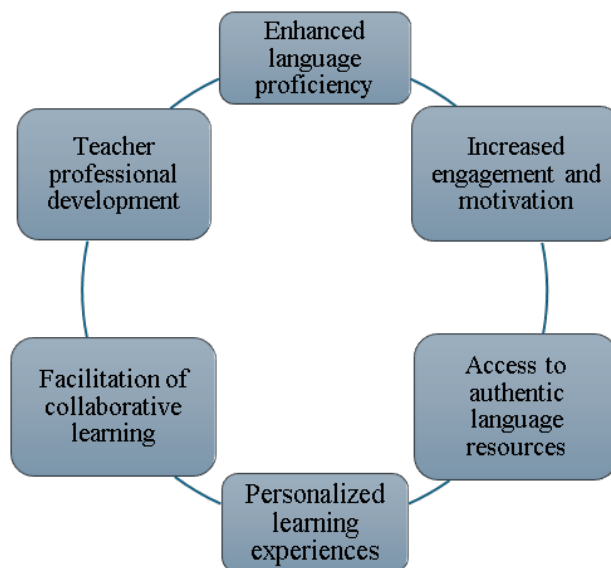 Enhanced
language
proficiency
Increased
engagement and
motivation
Access to
authentic
language
resources
Personalized
learning
experiences
Facilitation of
collaborative
learning
Teacher
professional
development